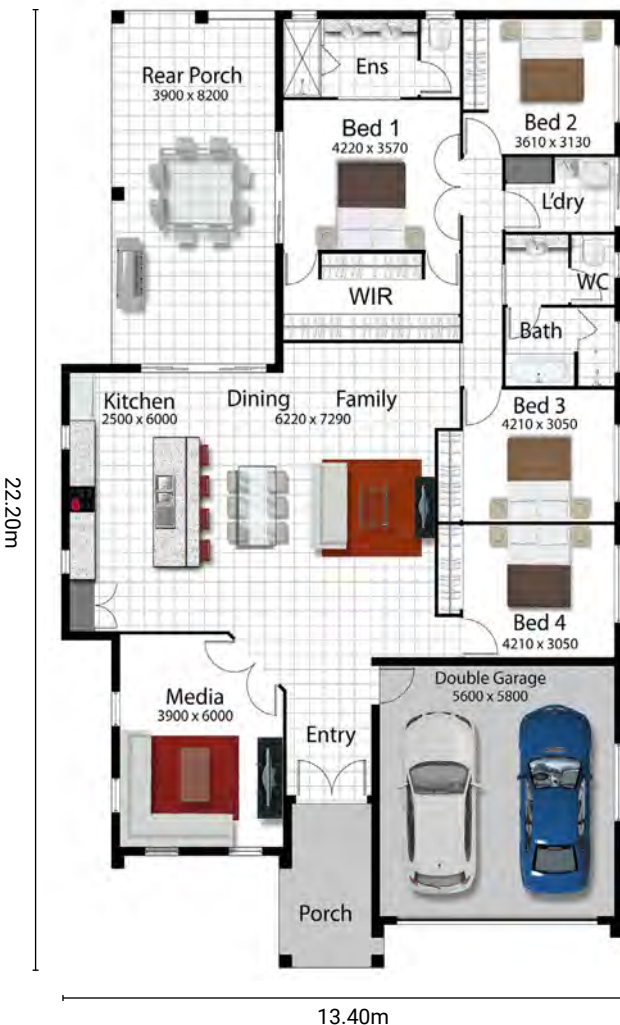 Rear Porch
3900 x 8200
Ens
Bed 1
4220 x 3570
Bed 2
3610 x 3130
L'dry
WIR
WC
Bath
Kitchen
2500 x 6000
Dining Family
6220 x 7290
Bed 3
4210 x 3050
22.20m
Bed 4
4210 x 3050
Media
3900 x 6000
Double Garage
5600 x 5800
Entry
Porch
13.40m